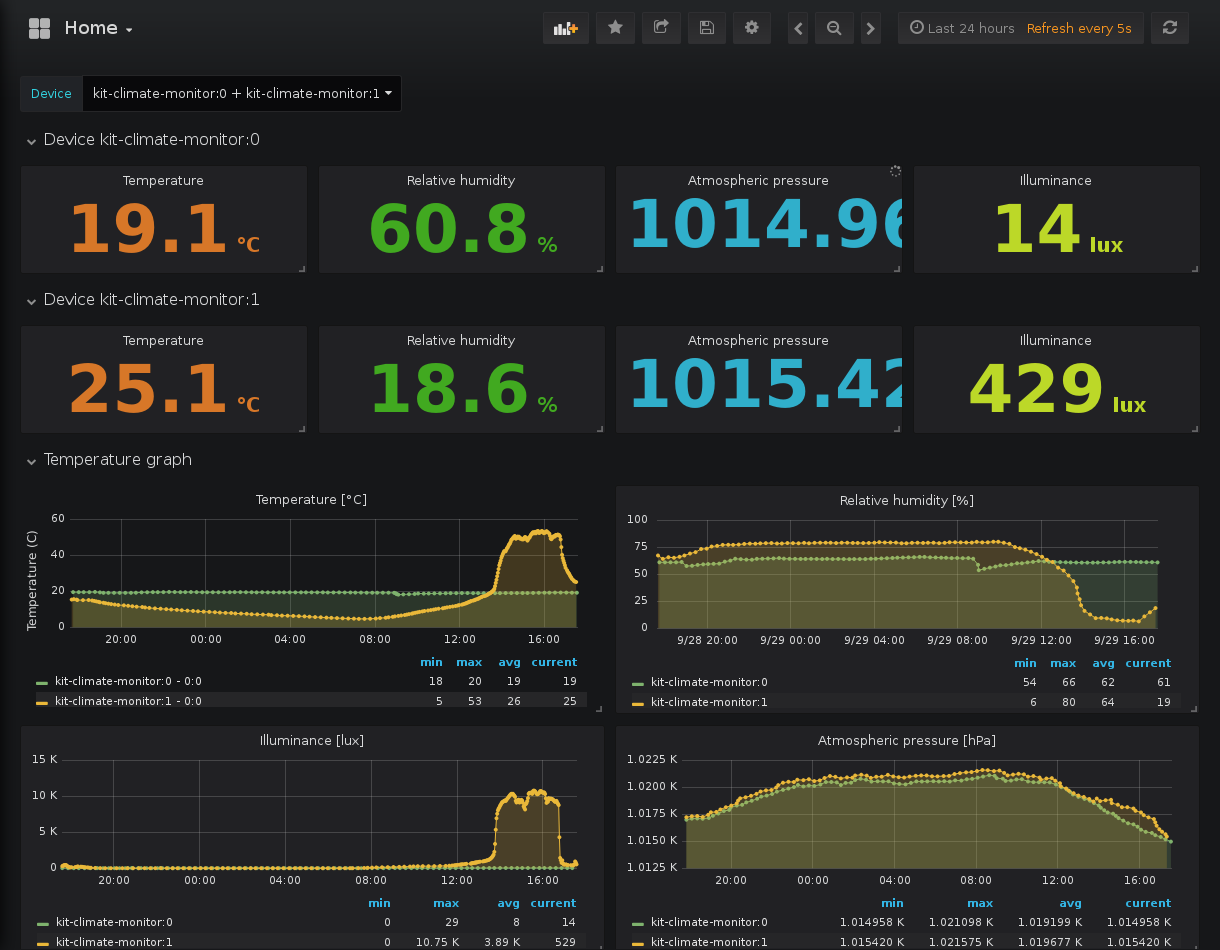 Home
Last 24 hours Refresh every 5s
Device kit-climate-monitor:0 + kit-climate-monitor:1
Device kit-climate-monitor:0
Temperature Relative humidity Atmospheric pressure Illuminance
19.1 °C 60.8 % 1014.96 14 lux
Device kit-climate-monitor:1
Temperature Relative humidity Atmospheric pressure Illuminance
25.1 °C 18.6 % 1015.42 429 lux
Temperature graph
Temperature [°C]
Temperature (C)
60
40
20
0
20:00 00:00 04:00 08:00 12:00 16:00
min max avg current
kit-climate-monitor:0 - 0:0 18 20 19 19
kit-climate-monitor:1 - 0:0 5 53 26 25
Relative humidity [%]
100
75
50
25
0
9/28 20:00 9/29 00:00 9/29 04:00 9/29 08:00 9/29 12:00 9/29 16:00
min max avg current
kit-climate-monitor:0 54 66 62 61
kit-climate-monitor:1 6 80 64 19
Illuminance [lux]
15 K
10 K
5 K
0
20:00 00:00 04:00 08:00 12:00 16:00
min max avg current
kit-climate-monitor:0 0 29 8 14
kit-climate-monitor:1 0 10.75 K 3.89 K 529
Atmospheric pressure [hPa]
1.0225 K
1.0200 K
1.0175 K
1.0150 K
1.0125 K
20:00 00:00 04:00 08:00 12:00 16:00
min max avg current
kit-climate-monitor:0 1.014958 K 1.021098 K 1.019199 K 1.014958 K
kit-climate-monitor:1 1.015420 K 1.021575 K 1.019677 K 1.015420 K